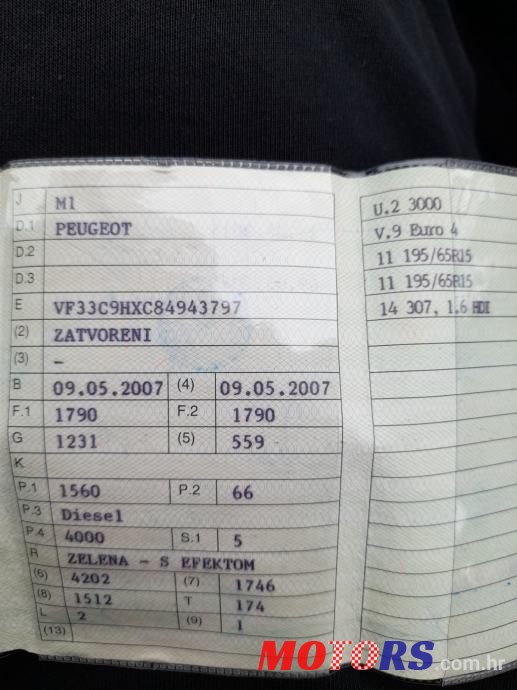 J M1
D.1 PEUGEOT
D.2
D.3
E VF33C9HXC84943797
(2) ZATVORENI
(3) –
B 09.05.2007 (4) 09.05.2007
F.1 1790 F.2 1790
G 1231 (5) 559
K
P.1 1560 P.2 66
P.3 Diesel
P.4 4000 S.1 5
R ZELENA - S EFEKTOM
(6) 4202 (7) 1746
(8) 1512 T 174
L 2 (9) 1
(13)
U.2 3000
V.9 Euro 4
11 195/65R15
11 195/65R15
14 307, 1.6 HDI
MOTORS.com.hr